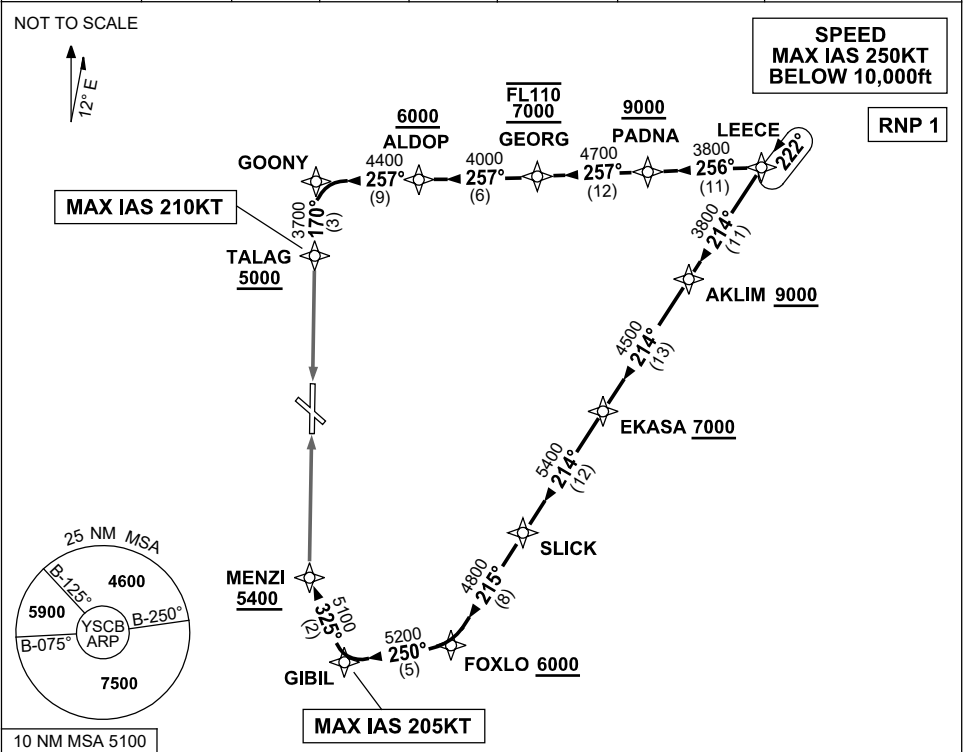 NOT TO SCALE
12° E
SPEED
MAX IAS 250KT
BELOW 10,000ft
RNP 1
FL110
7000
GEORG
6000
ALDOP
9000
PADNA
LEECE
222°
GOONY
4400
257°
(9)
4000
257°
(6)
4700
257°
(12)
3800
256°
(11)
MAX IAS 210KT
3700
170°
(3)
TALAG
5000
3800
214°
(11)
AKLIM 9000
4500
214°
(13)
EKASA 7000
5400
214°
(12)
SLICK
4800
215°
(8)
FOXLO 6000
5200
250°
(5)
GIBIL
MAX IAS 205KT
5100
325°
(2)
MENZI
5400
25 NM MSA
B-125°
4600
5900
YSCB
ARP
B-250°
B-075°
7500
10 NM MSA 5100